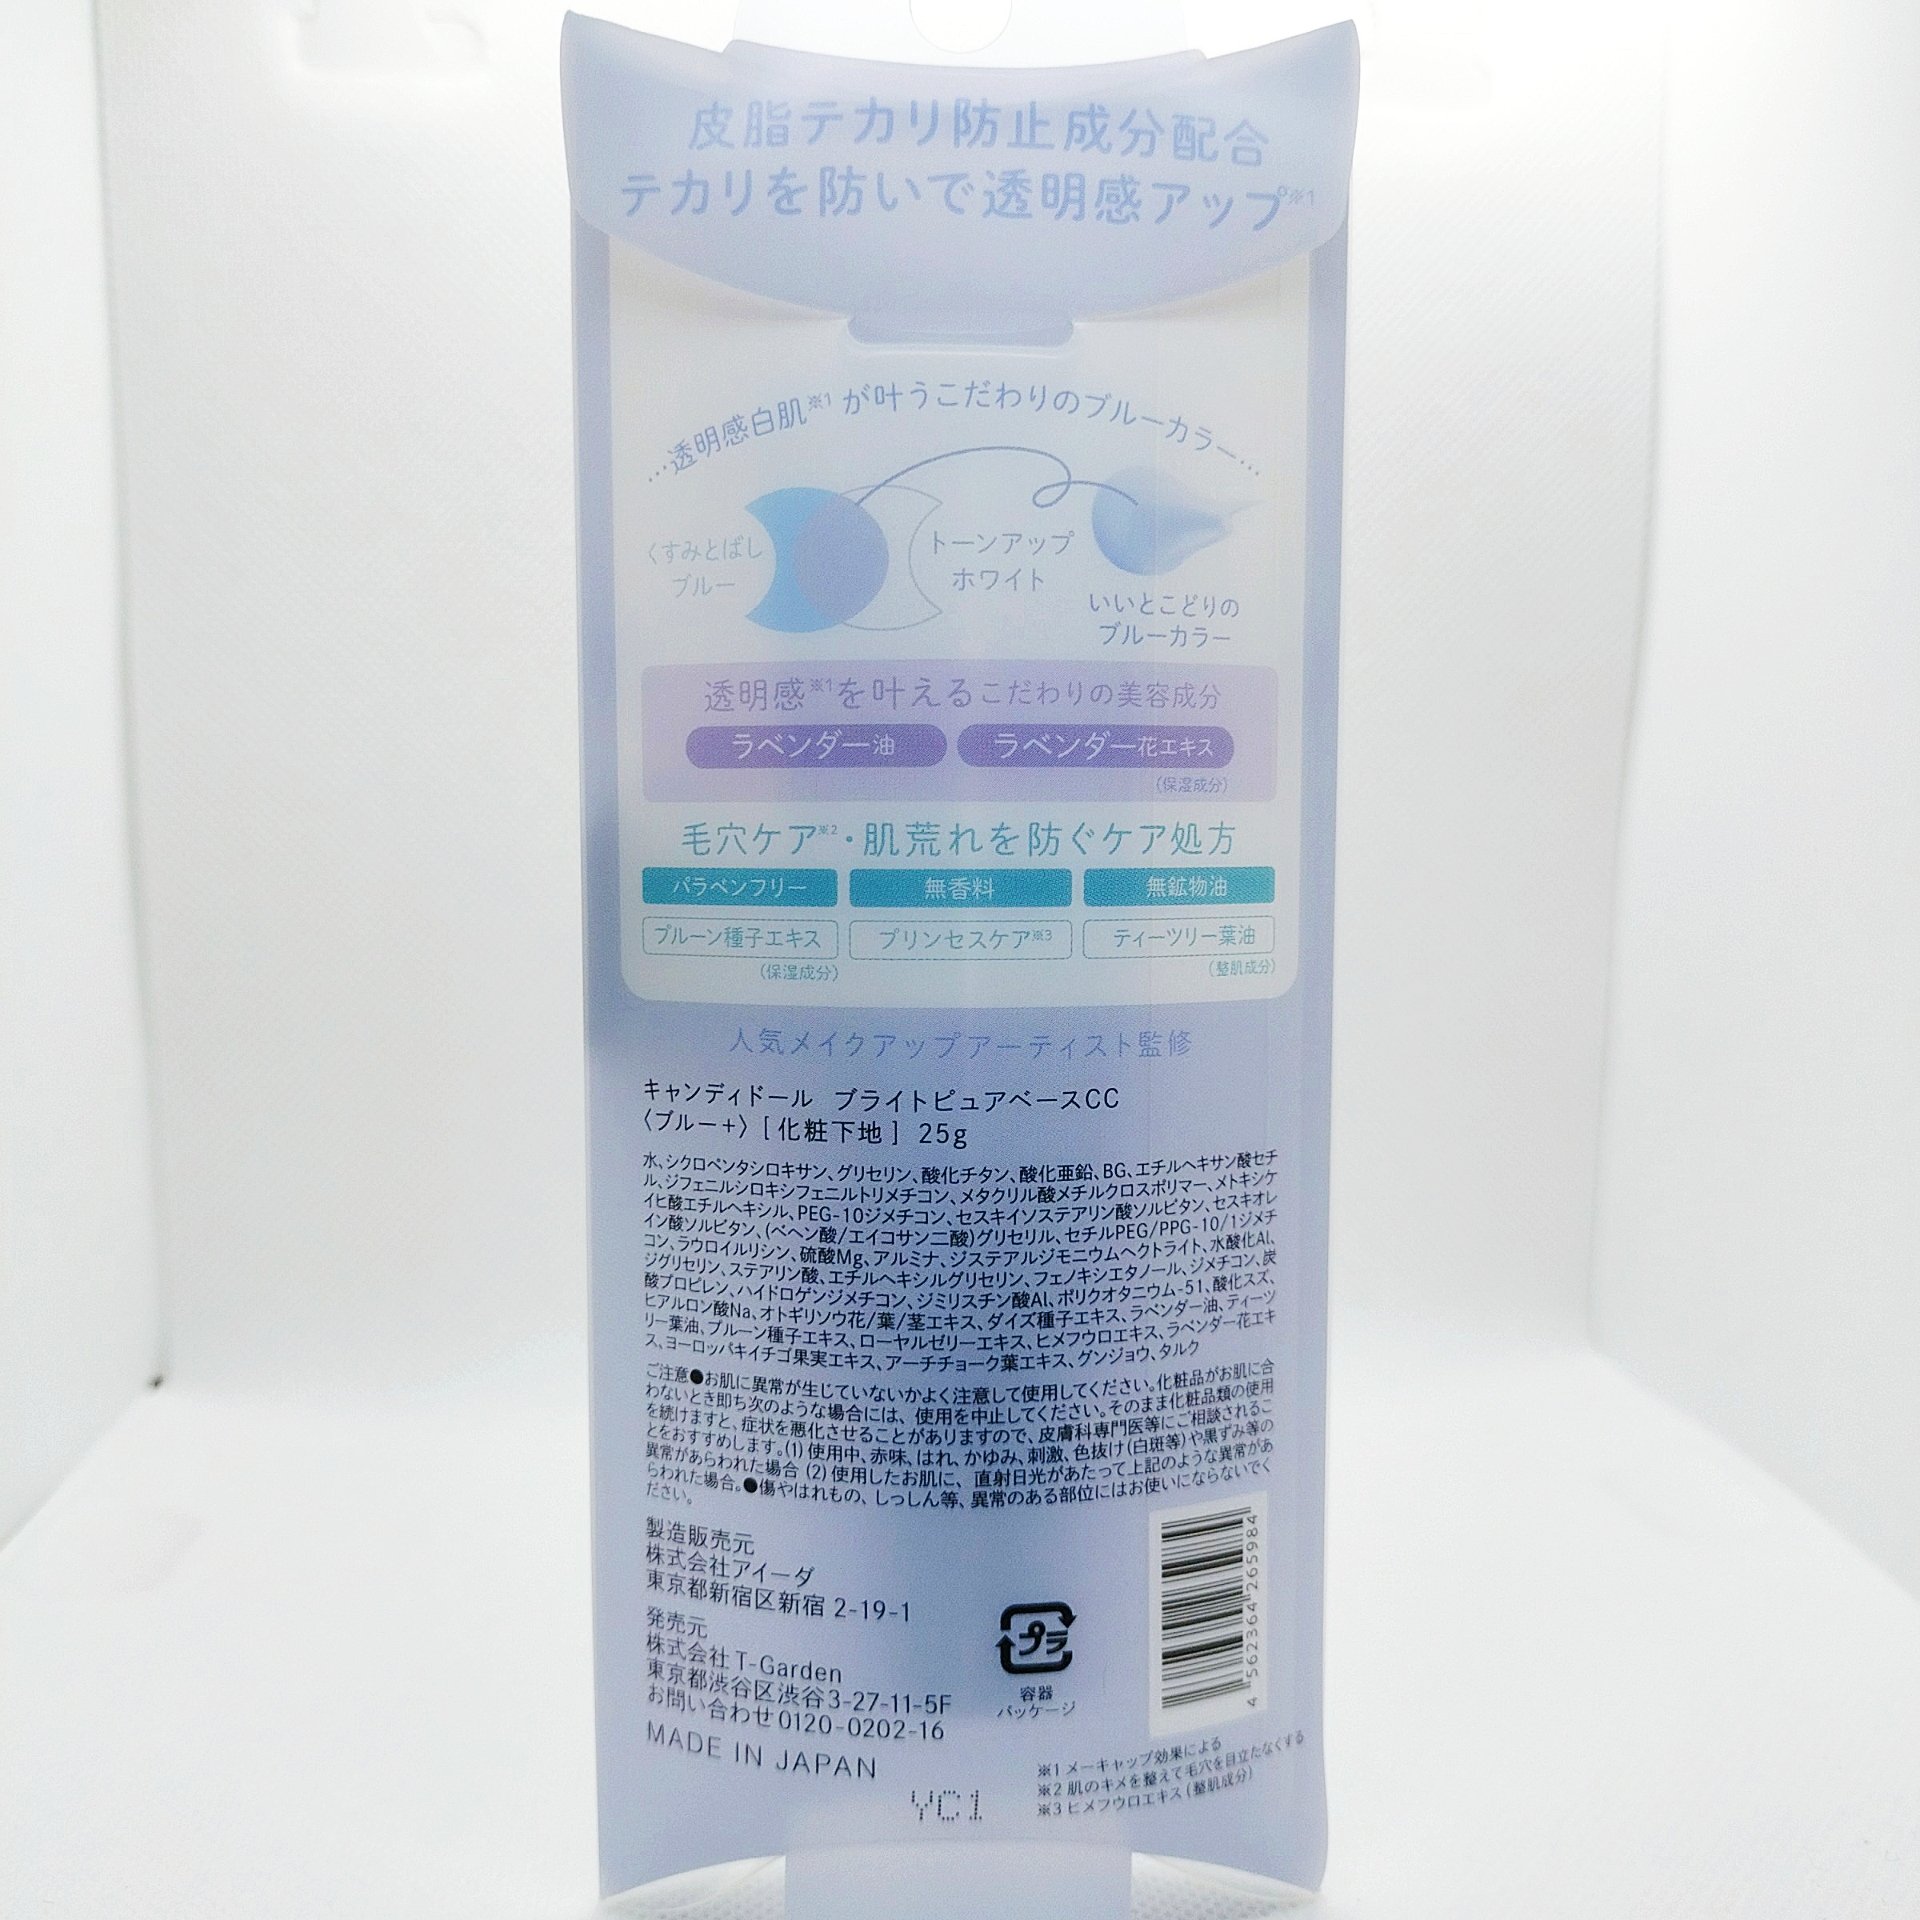 皮脂テカリ防止成分配合
テカリを防いで透明感アップ※1
…透明感白肌※1が叶うこだわりのブルーカラー…
くすみとばし
ブルー
トーンアップ
ホワイト
いいとこどりの
ブルーカラー
透明感※1を叶えるこだわりの美容成分
ラベンダー油 ラベンダー花エキス
(保湿成分)
毛穴ケア※2・肌荒れを防ぐケア処方
パラベンフリー 無香料 無鉱物油
プルーン種子エキス プリンセスケア※3 ティーツリー葉油
(保湿成分) (整肌成分)
人気メイクアップアーティスト監修
キャンディドール ブライトピュアベースCC
〈ブルー+〉[化粧下地] 25g
水、シクロペンタシロキサン、グリセリン、酸化チタン、酸化亜鉛、BG、エチルヘキサン酸セチ
ル、ジフェニルシロキシフェニルトリメチコン、メタクリル酸メチルクロスポリマー、メトキシケ
イヒ酸エチルヘキシル、PEG-10ジメチコン、セスキイソステアリン酸ソルビタン、セスキオレ
イン酸ソルビタン、(ベヘン酸/エイコサン二酸)グリセリル、セチルPEG/PPG-10/1ジメチ
コン、ラウロイルリシン、硫酸Mg、アルミナ、ジステアルジモニウムヘクトライト、水酸化Al、
ジグリセリン、ステアリン酸、エチルヘキシルグリセリン、フェノキシエタノール、ジメチコン、炭
酸プロピレン、ハイドロゲンジメチコン、ジミリスチン酸Al、ポリクオタニウム-51、酸化スズ、
ヒアルロン酸Na、オトギリソウ花/葉/茎エキス、ダイズ種子エキス、ラベンダー油、ティーツ
リー葉油、プルーン種子エキス、ローヤルゼリーエキス、ヒメフウロエキス、ラベンダー花エキ
ス、ヨーロッパキイチゴ果実エキス、アーチチョーク葉エキス、グンジョウ、タルク
ご注意●お肌に異常が生じていないかよく注意して使用してください。化粧品がお肌に合
わないとき即ち次のような場合には、使用を中止してください。そのまま化粧品類の使用
を続けますと、症状を悪化させることがありますので、皮膚科専門医等にご相談されるこ
とをおすすめします。(1)使用中、赤味、はれ、かゆみ、刺激、色抜け(白斑等)や黒ずみ等の
異常があらわれた場合 (2)使用したお肌に、直射日光があたって上記のような異常があ
らわれた場合。●傷やはれもの、しっしん等、異常のある部位にはお使いにならないでく
ださい。
製造販売元
株式会社アイーダ
東京都新宿区新宿 2-19-1
発売元
株式会社T-Garden
東京都渋谷区渋谷3-27-11-5F
お問い合わせ0120-0202-16
MADE IN JAPAN
YC1
プラ
容器
パッケージ
4 562364 265984
※1 メーキャップ効果による
※2 肌のキメを整えて毛穴を目立たなくする
※3 ヒメフウロエキス(整肌成分)